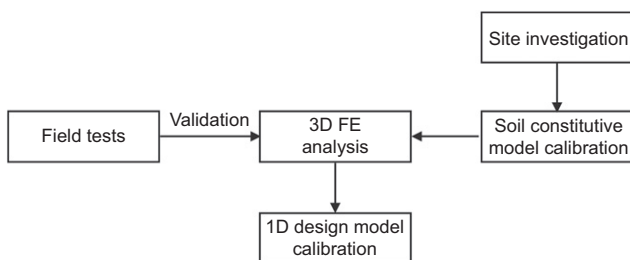 Site investigation
Field tests
Validation
3D FE
analysis
Soil constitutive
model calibration
1D design model
calibration